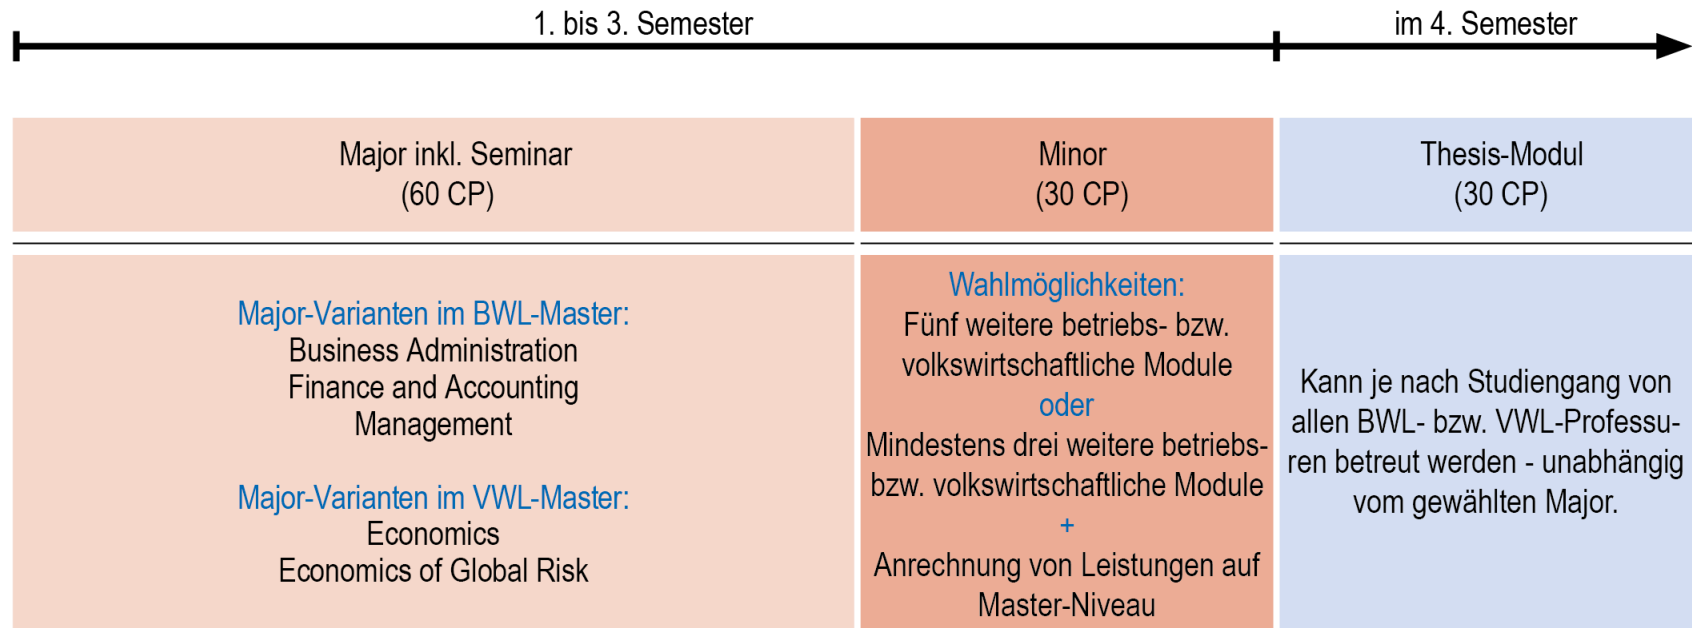 1. bis 3. Semester
im 4. Semester
Major inkl. Seminar
(60 CP)
Minor
(30 CP)
Thesis-Modul
(30 CP)
Major-Varianten im BWL-Master:
Business Administration
Finance and Accounting
Management
Major-Varianten im VWL-Master:
Economics
Economics of Global Risk
Wahlmöglichkeiten:
Fünf weitere betriebs- bzw.
volkswirtschaftliche Module
oder
Mindestens drei weitere betriebs-
bzw. volkswirtschaftliche Module
+
Anrechnung von Leistungen auf
Master-Niveau
Kann je nach Studiengang von
allen BWL- bzw. VWL-Professu-
ren betreut werden - unabhängig
vom gewählten Major.